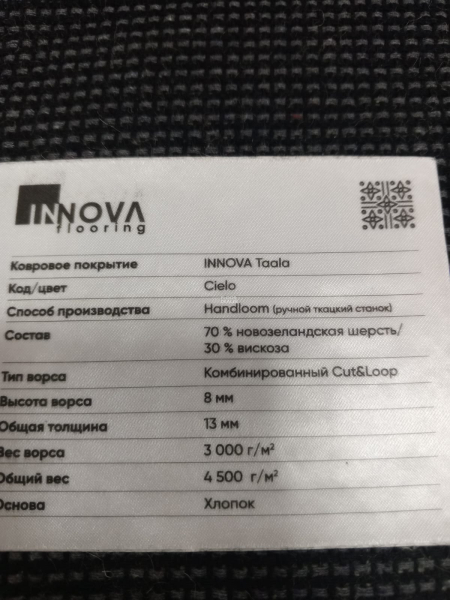 INNOVA
flooring
Ковровое покрытие INNOVA Taala
Код/цвет Cielo
Способ производства Handloom (ручной ткацкий станок)
Состав 70 % новозеландская шерсть/
30 % вискоза
Тип ворса Комбинированный Cut&Loop
Высота ворса 8 мм
Общая толщина 13 мм
Вес ворса 3 000 г/м²
Общий вес 4 500 г/м²
Основа Хлопок